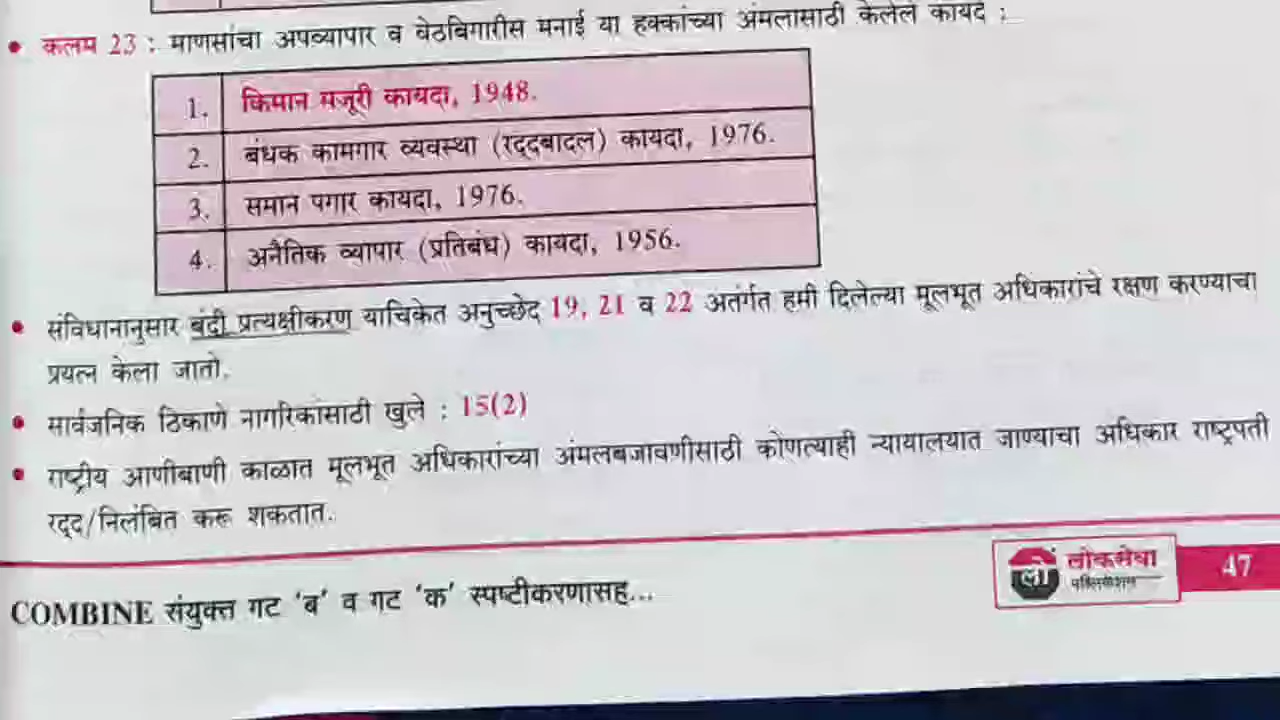 • कलम 23 : माणसांचा अपव्यापार व वेठबिगारीस मनाई या हक्कांच्या अंमलासाठी केलेले कायदे :
1. किमान मजूरी कायदा, 1948.
2. बंधक कामगार व्यवस्था (रद्दबादल) कायदा, 1976.
3. समान पगार कायदा, 1976.
4. अनैतिक व्यापार (प्रतिबंध) कायदा, 1956.
• संविधानानुसार बंदी प्रत्यक्षीकरण याचिकेत अनुच्छेद 19, 21 व 22 अतंर्गत हमी दिलेल्या मूलभूत अधिकारांचे रक्षण करण्याचा
प्रयत्न केला जातो.
• सार्वजनिक ठिकाणे नागरिकांसाठी खुले : 15(2)
• राष्ट्रीय आणीबाणी काळात मूलभूत अधिकारांच्या अंमलबजावणीसाठी कोणत्याही न्यायालयात जाण्याचा अधिकार राष्ट्रपती
रद्द/निलंबित करू शकतात.
लो लोकसेवा
पब्लिकेशन
47
COMBINE संयुक्त गट 'ब' व गट 'क' स्पष्टीकरणासह...